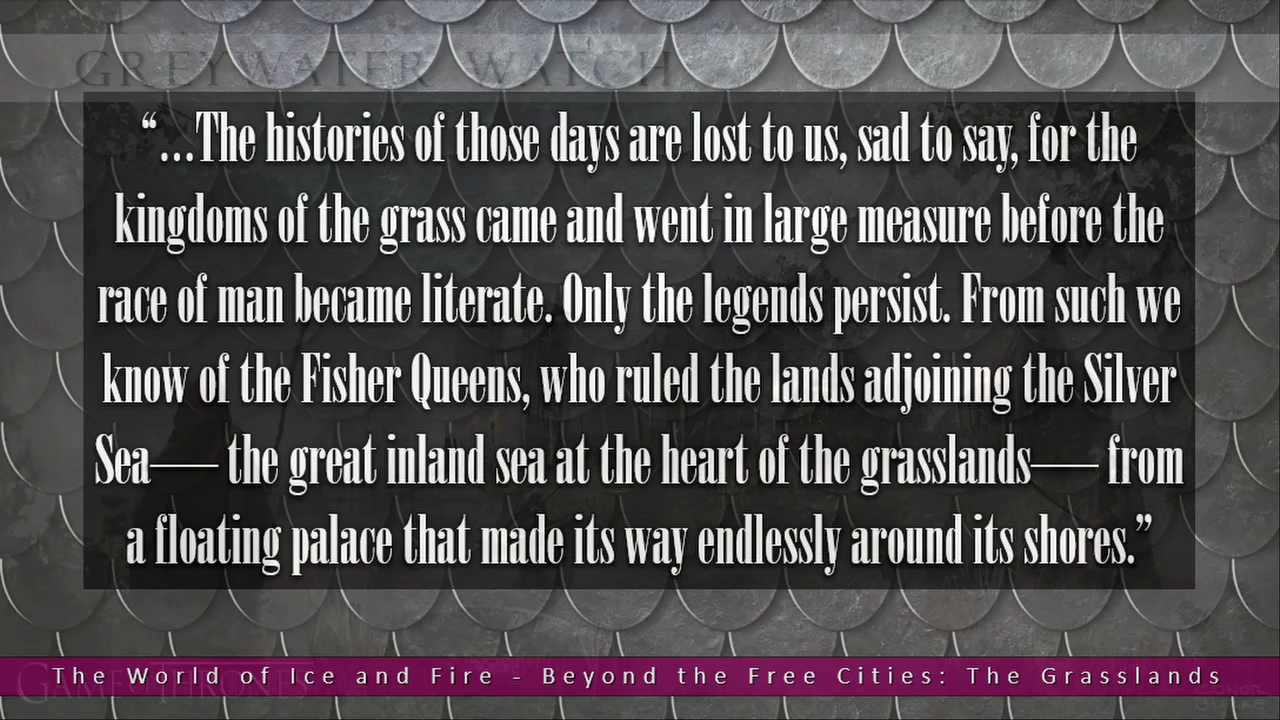 GREYWATER WATCH
“...The histories of those days are lost to us, sad to say, for the
kingdoms of the grass came and went in large measure before the
race of man became literate. Only the legends persist. From such we
know of the Fisher Queens, who ruled the lands adjoining the Silver
Sea— the great inland sea at the heart of the grasslands— from
a floating palace that made its way endlessly around its shores.”
The World of Ice and Fire - Beyond the Free Cities: The Grasslands
GAME OF THRONES